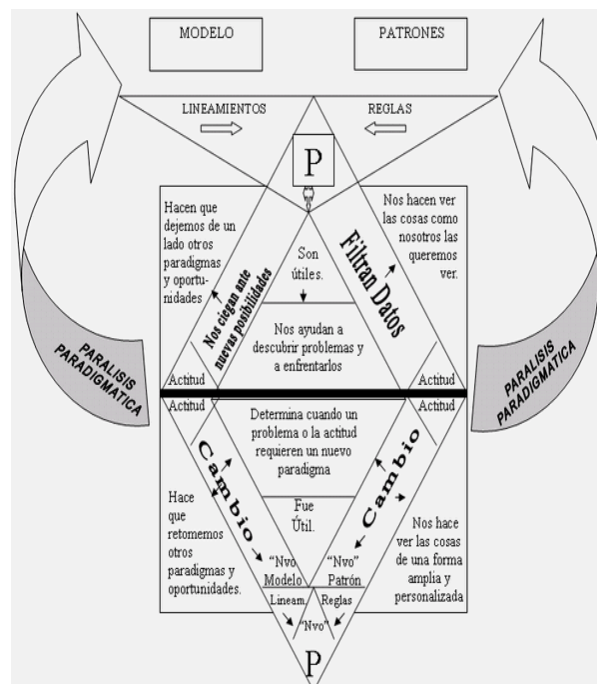 MODELO
PATRONES
LINEAMIENTOS
REGLAS
P
Hacen que
dejemos de un
lado otros
paradigmas
y oportu-
nidades
Nos ciegan ante
nuevas posibilidades
Son
útiles.
Filtran Datos
Nos hacen ver
las cosas como
nosotros las
queremos
ver.
Nos ayudan a
descubrir problemas y
a enfrentarlos
PARALISIS
PARADIGMATICA
PARALISIS
PARADIGMATICA
Actitud
Actitud
Actitud
Actitud
Determina cuando un
problema o la actitud
requieren un nuevo
paradigma
Cambio
Cambio
Fue
Útil.
Hace
que
retomemos
otros
paradigmas y
oportunidades.
Nos hace
ver las cosas
de una forma
amplia y
personalizada
“Nvo
Modelo
“Nvo”
Patrón
Lineam.
Reglas
“Nvo”
P